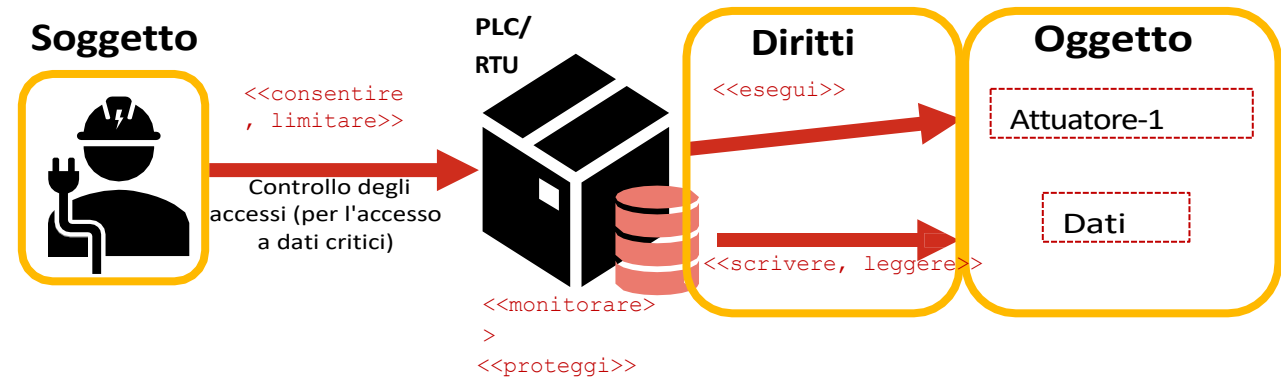 Soggetto
<<consentire
, limitare>>
Controllo degli
accessi (per l'accesso
a dati critici)
PLC/
RTU
<<monitorare>
>
<<proteggi>>
Diritti
<<esegui>>
<<scrivere, leggere>>
Oggetto
Attuatore-1
Dati